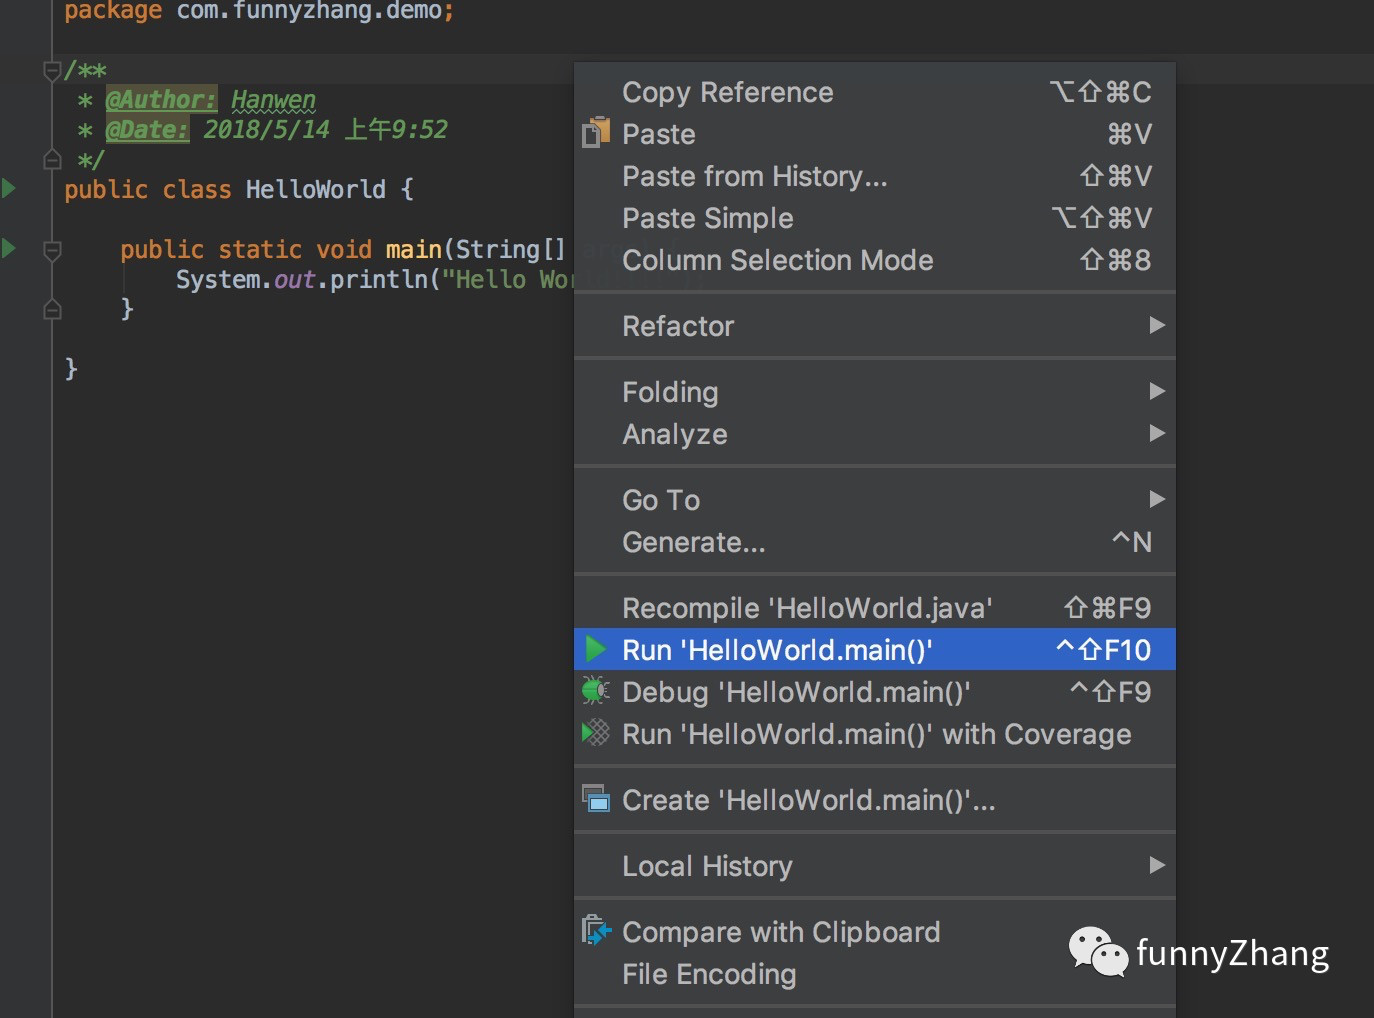 package com.funnyzhang.demo;
/**
* @Author: Hanwen
* @Date: 2018/5/14 上午9:52
*/
public class HelloWorld {
public static void main(String[]
System.out.println("Hello
}
}
Copy Reference ⌥⇧⌘C
Paste ⌘V
Paste from History... ⇧⌘V
Paste Simple ⌥⇧⌘V
Column Selection Mode ⇧⌘8
Refactor
Folding
Analyze
Go To
Generate... ^N
Recompile 'HelloWorld.java' ⇧⌘F9
Run 'HelloWorld.main()' ^⇧F10
Debug 'HelloWorld.main()' ^⇧F9
Run 'HelloWorld.main()' with Coverage
Create 'HelloWorld.main()'...
Local History
Compare with Clipboard
File Encoding
funnyZhang